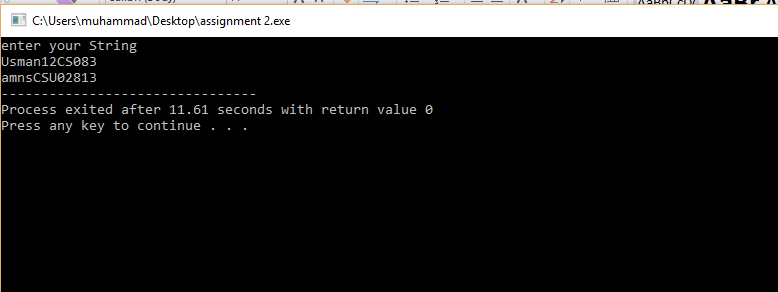 C:\Users\muhammad\Desktop\assignment 2.exe
enter your String
Usman12CS083
amnsCSU02813
--------------------------------
Process exited after 11.61 seconds with return value 0
Press any key to continue . . .